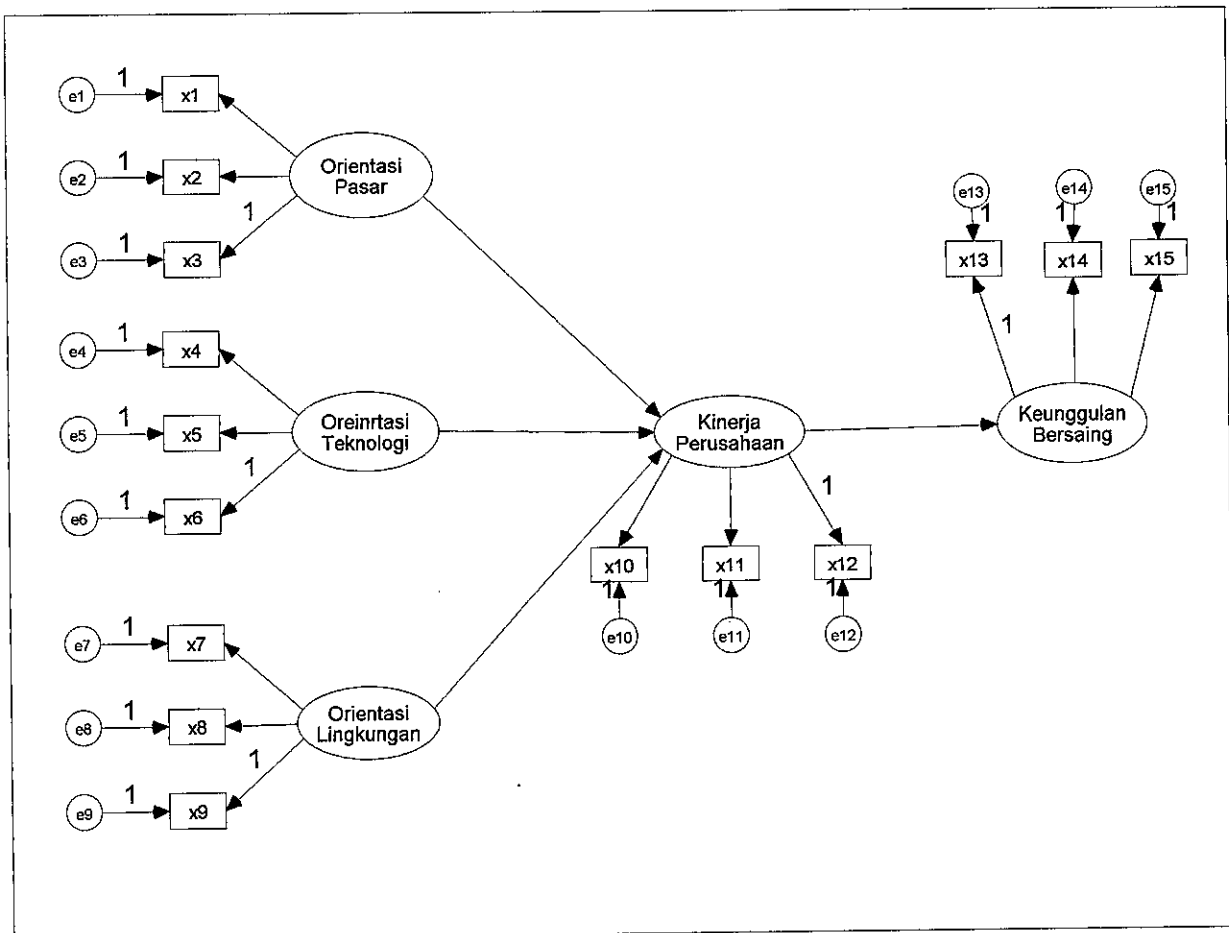 e1 1 x1
e2 1 x2
e3 1 x3
1
Orientasi
Pasar
e4 1 x4
e5 1 x5
e6 1 x6
1
Oreinrtasi
Teknologi
e7 1 x7
e8 1 x8
e9 1 x9
1
Orientasi
Lingkungan
Kinerja
Perusahaan
1
x10 x11 x12
1 1 1
e10 e11 e12
e13 e14 e15
1 1 1
x13 x14 x15
1
Keunggulan
Bersaing